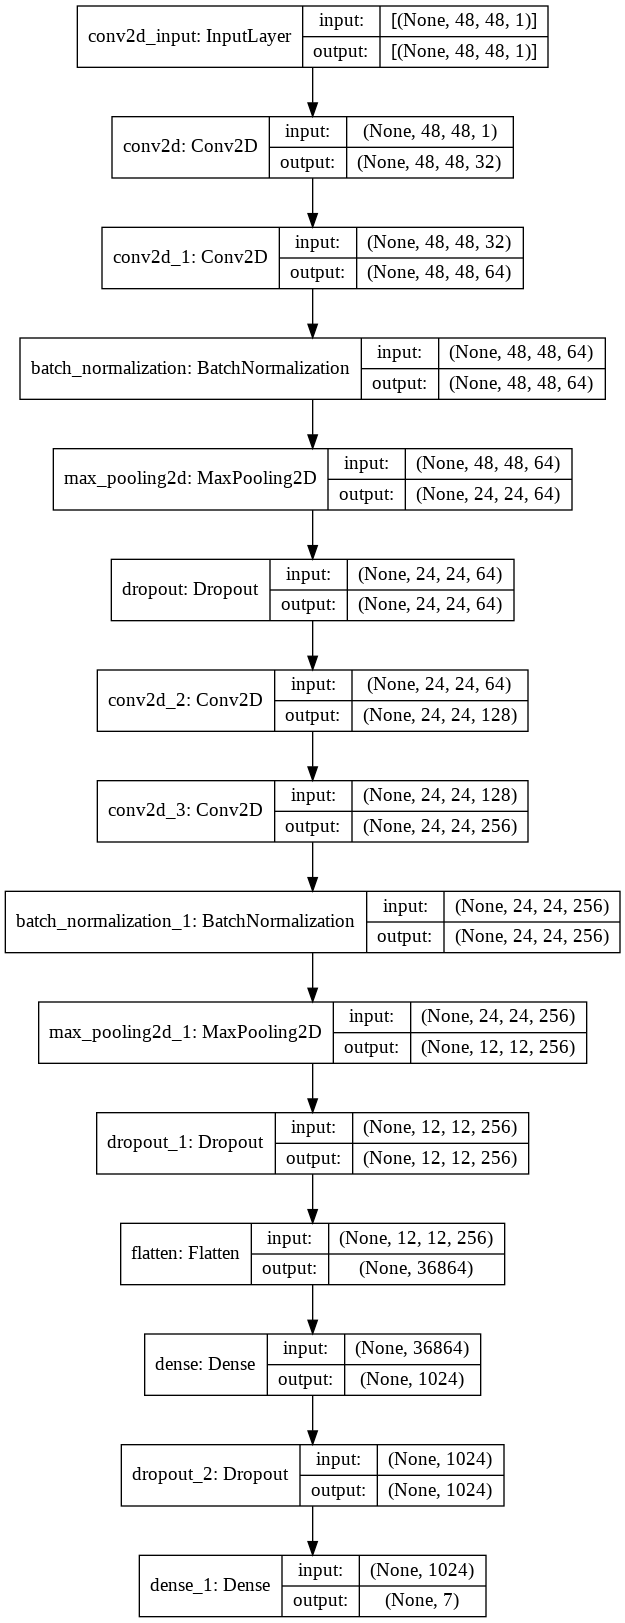 conv2d_input: InputLayer
input:
[(None, 48, 48, 1)]
output:
[(None, 48, 48, 1)]
conv2d: Conv2D
input:
(None, 48, 48, 1)
output:
(None, 48, 48, 32)
conv2d_1: Conv2D
input:
(None, 48, 48, 32)
output:
(None, 48, 48, 64)
batch_normalization: BatchNormalization
input:
(None, 48, 48, 64)
output:
(None, 48, 48, 64)
max_pooling2d: MaxPooling2D
input:
(None, 48, 48, 64)
output:
(None, 24, 24, 64)
dropout: Dropout
input:
(None, 24, 24, 64)
output:
(None, 24, 24, 64)
conv2d_2: Conv2D
input:
(None, 24, 24, 64)
output:
(None, 24, 24, 128)
conv2d_3: Conv2D
input:
(None, 24, 24, 128)
output:
(None, 24, 24, 256)
batch_normalization_1: BatchNormalization
input:
(None, 24, 24, 256)
output:
(None, 24, 24, 256)
max_pooling2d_1: MaxPooling2D
input:
(None, 24, 24, 256)
output:
(None, 12, 12, 256)
dropout_1: Dropout
input:
(None, 12, 12, 256)
output:
(None, 12, 12, 256)
flatten: Flatten
input:
(None, 12, 12, 256)
output:
(None, 36864)
dense: Dense
input:
(None, 36864)
output:
(None, 1024)
dropout_2: Dropout
input:
(None, 1024)
output:
(None, 1024)
dense_1: Dense
input:
(None, 1024)
output:
(None, 7)